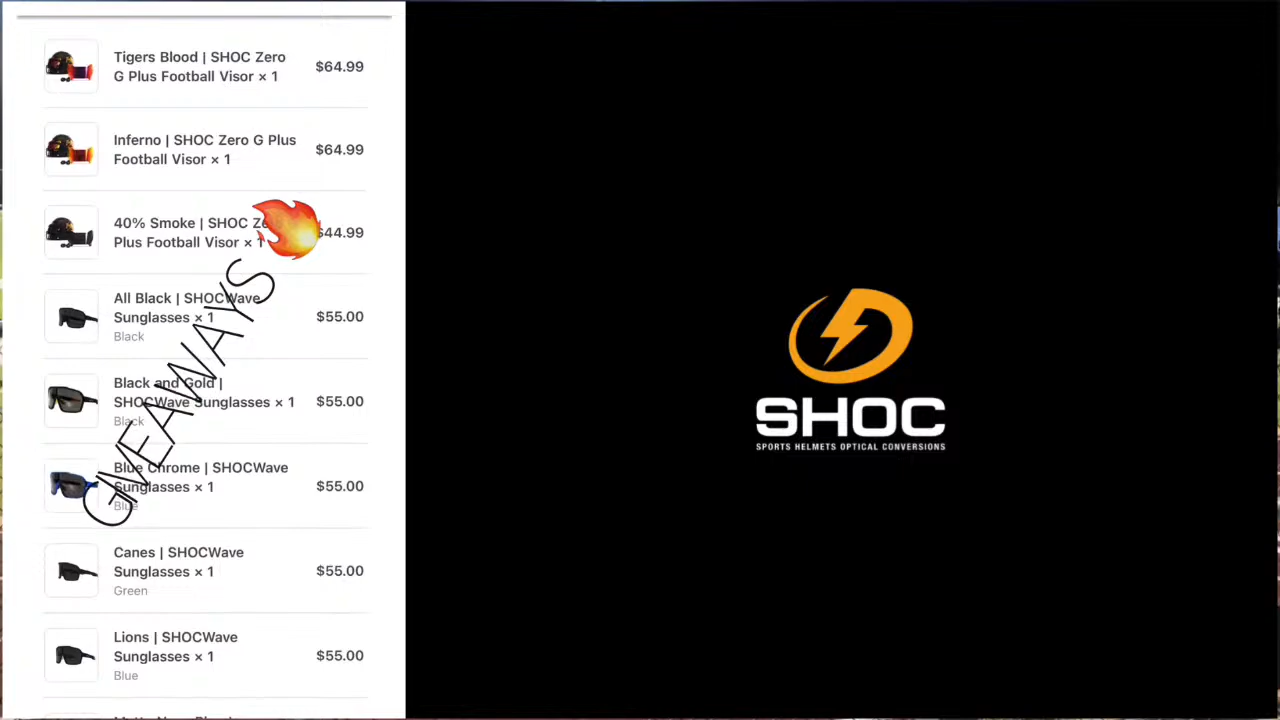 Tigers Blood | SHOC Zero
G Plus Football Visor × 1
$64.99
Inferno | SHOC Zero G Plus
Football Visor × 1
$64.99
40% Smoke | SHOC
Plus Football Visor × 1
$44.99
All Black | SHOCWave
Sunglasses × 1
Black
$55.00
Black and Gold |
SHOCWave Sunglasses × 1
Black
$55.00
Blue Chrome | SHOCWave
Sunglasses × 1
Blue
$55.00
Canes | SHOCWave
Sunglasses × 1
Green
$55.00
Lions | SHOCWave
Sunglasses × 1
Blue
$55.00
GIVEAWAYS
SHOC
SPORTS HELMETS OPTICAL CONVERSIONS